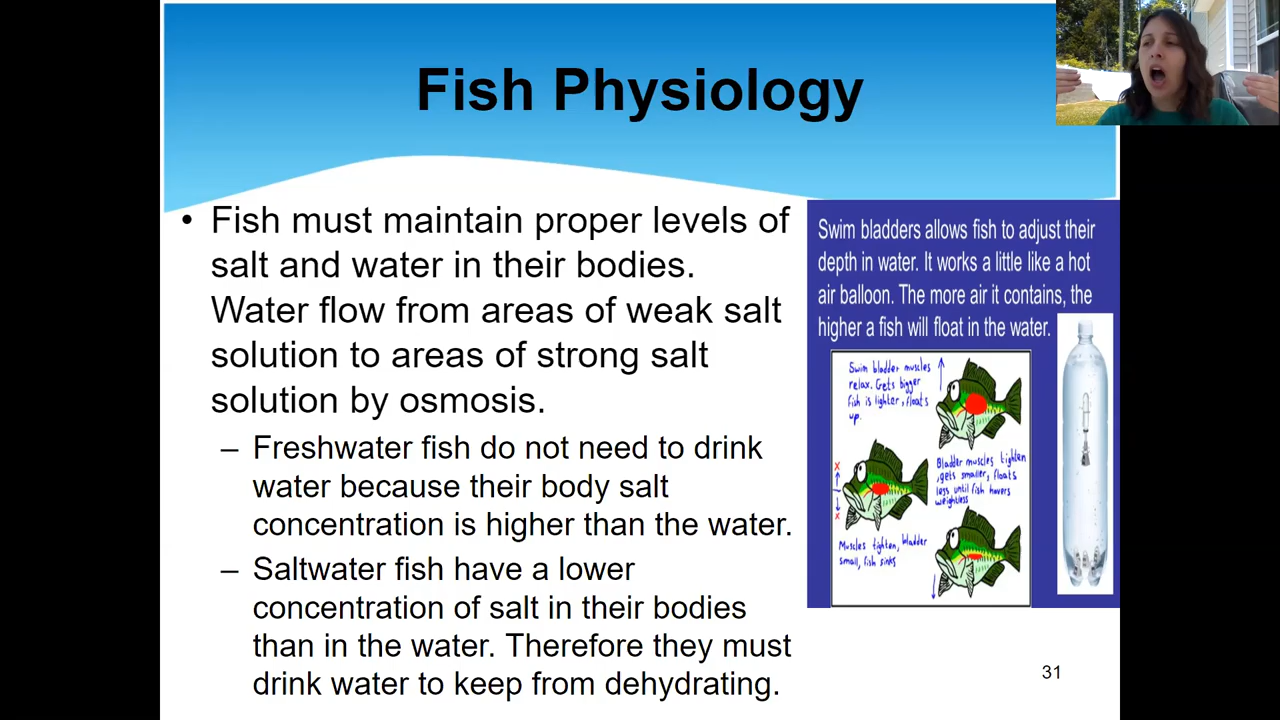 Fish Physiology
• Fish must maintain proper levels of
salt and water in their bodies.
Water flow from areas of weak salt
solution to areas of strong salt
solution by osmosis.
– Freshwater fish do not need to drink
water because their body salt
concentration is higher than the water.
– Saltwater fish have a lower
concentration of salt in their bodies
than in the water. Therefore they must
drink water to keep from dehydrating.
Swim bladders allows fish to adjust their
depth in water. It works a little like a hot
air balloon. The more air it contains, the
higher a fish will float in the water.
Swim bladder muscles
relax. Gets bigger
fish is lighter, floats
up.
Bladder muscles tighten
, gets smaller, floats
less until fish hovers
weightless
x
x
Muscles tighten, bladder
small, fish sinks
31